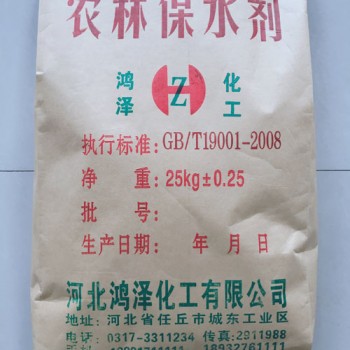 农林保水剂
鸿泽 Z 化工
执行标准: GB/T19001-2008
净 重: 25kg±0.25
批 号:
生产日期: 年 月 日
河北鸿泽化工有限公司
地址: 河北省任丘市城东工业区
电话: 0317-3311234 传真: 2911988